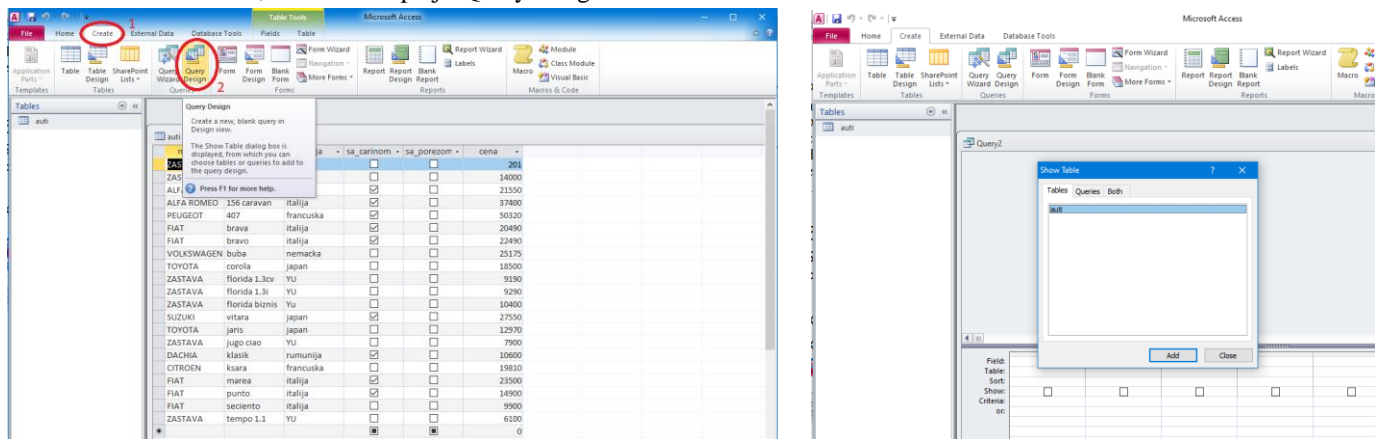 Table Tools Microsoft Access
File Home Create External Data Database Tools Fields Table
1
Application Parts Table Table Design SharePoint Lists Query Wizard Query Design Form Form Design Blank Form Form Wizard Navigation More Forms Report Report Design Blank Report Report Wizard Labels Macro Module Class Module Visual Basic
2
Templates Tables Queries Forms Reports Macros & Code
Tables
auti
Query Design
Create a new, blank query in Design view.
The Show Table dialog box is displayed, from which you can choose tables or queries to add to the query design.
Press F1 for more help.
auti
sa_carinom sa_porezom cena
201
14000
21550
ALFA ROMEO 156 caravan italija 37400
PEUGEOT 407 francuska 50320
FIAT brava italija 20490
FIAT bravo italija 22490
VOLKSWAGEN buba nemacka 25175
TOYOTA corola japan 18500
ZASTAVA florida 1.3cv YU 9190
ZASTAVA florida 1.3i YU 9290
ZASTAVA florida biznis Yu 10400
SUZUKI vitara japan 27550
TOYOTA jaris japan 12970
ZASTAVA jugo ciao YU 7900
DACHIA klasik rumunija 10600
CITROEN ksara francuska 19810
FIAT marea italija 23500
FIAT punto italija 14900
FIAT seciento italija 9900
ZASTAVA tempo 1.1 YU 6100
0
Microsoft Access
File Home Create External Data Database Tools
Application Parts Table Table Design SharePoint Lists Query Wizard Query Design Form Form Design Blank Form Form Wizard Navigation More Forms Report Report Design Blank Report Report Wizard Labels Macro
Templates Tables Queries Forms Reports Macro
Tables
auti
Query2
Show Table ? X
Tables Queries Both
auti
Add Close
Field:
Table:
Sort:
Show:
Criteria:
or: